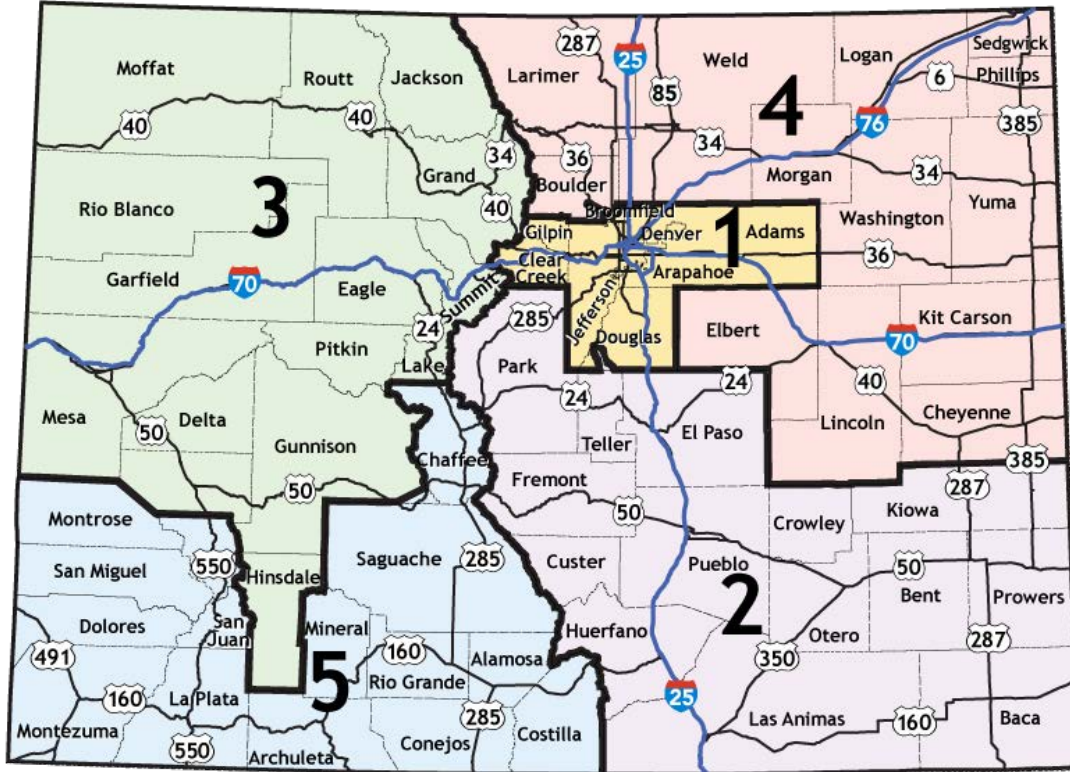 287
25
Weld
Logan
Sedgwick
Moffat
Routt
Jackson
Larimer
85
6
Phillips
40
40
34
36
4
34
76
385
Grand
Boulder
Morgan
34
Rio Blanco
3
40
Broomfield
Washington
Yuma
Gilpin
Denver
1
Adams
36
Garfield
70
Eagle
Clear
Creek
Arapahoe
Summit
Jefferson
24
285
Douglas
Elbert
Kit Carson
70
Pitkin
Lake
Park
24
24
40
Mesa
Delta
50
Gunnison
Chaffee
Teller
El Paso
Lincoln
Cheyenne
385
50
Fremont
50
287
Montrose
Crowley
Kiowa
550
Saguache
285
San Miguel
Hinsdale
Custer
Pueblo
50
Bent
Prowers
Dolores
San
Juan
Mineral
2
Huerfano
Otero
287
491
5
160
Alamosa
350
Rio Grande
160
La Plata
285
25
Las Animas
160
Baca
Montezuma
550
Archuleta
Conejos
Costilla